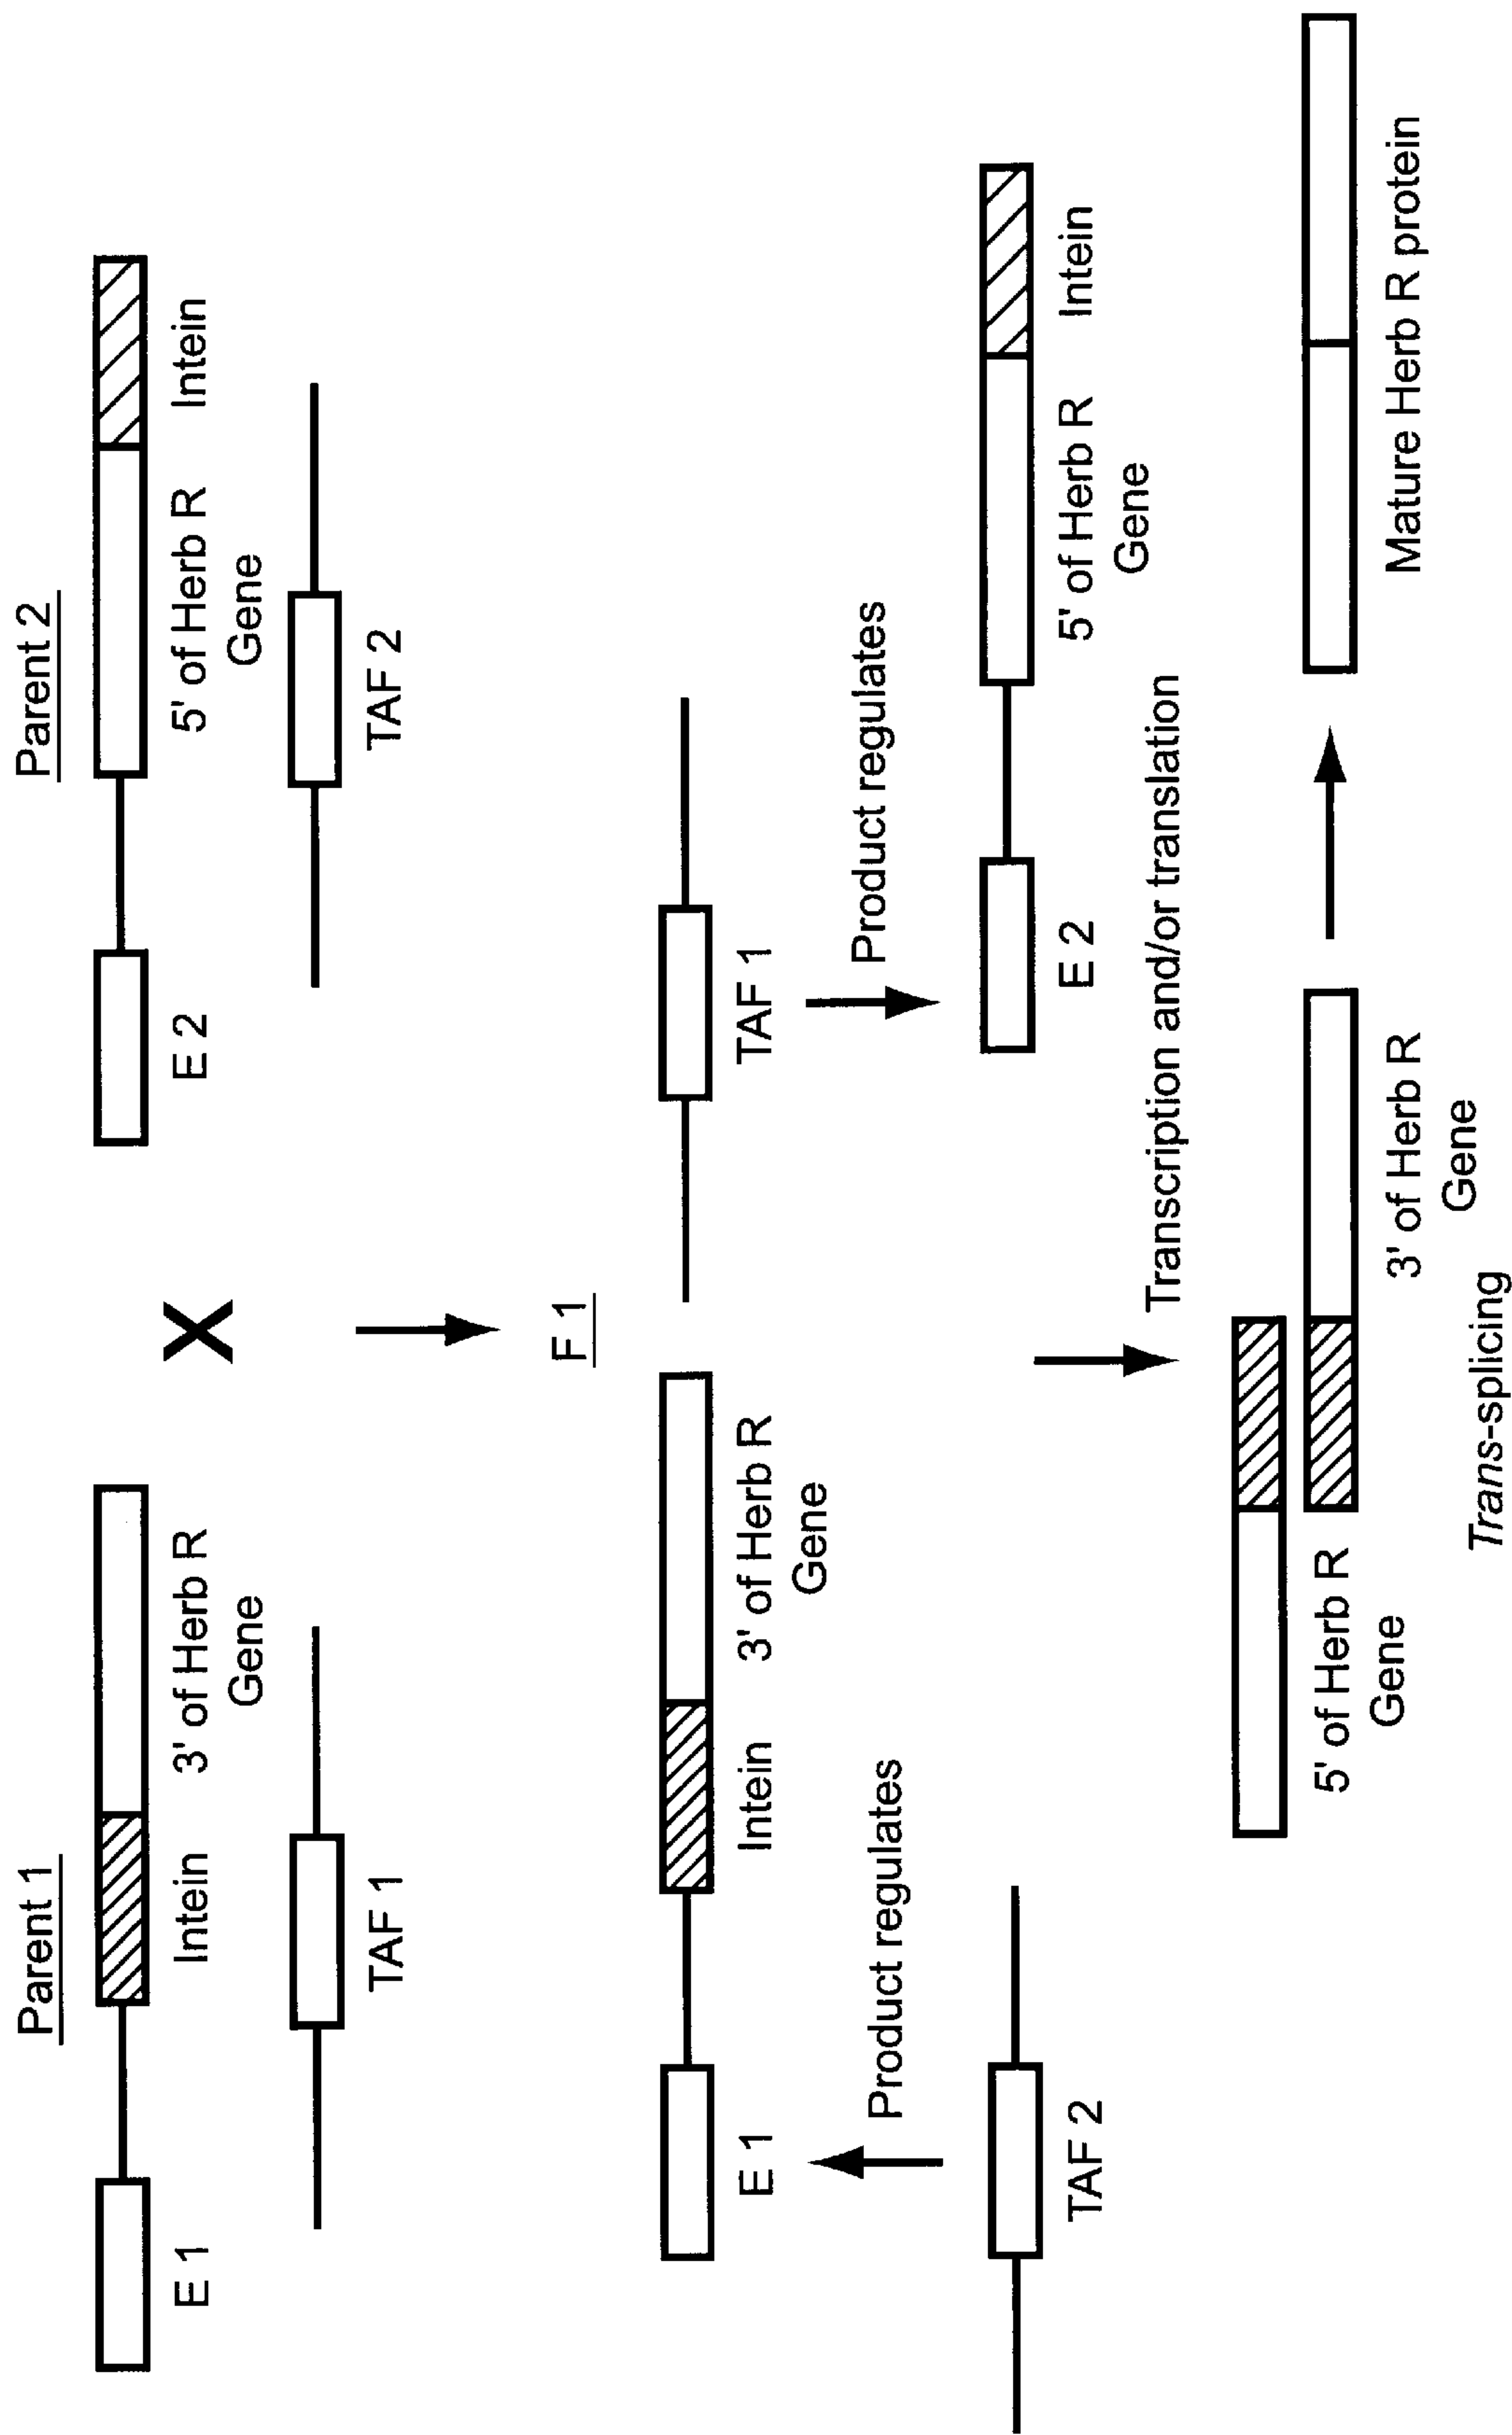 Parent 1
Parent 2
E 1
Intein
3' of Herb R
Gene
E 2
5' of Herb R
Gene
Intein
TAF 1
X
TAF 2
F 1
E 1
Intein
3' of Herb R
Gene
TAF 1
Product regulates
Product regulates
TAF 2
E 2
5' of Herb R
Gene
Intein
Transcription and/or translation
5' of Herb R
Gene
3' of Herb R
Gene
Mature Herb R protein
Trans-splicing